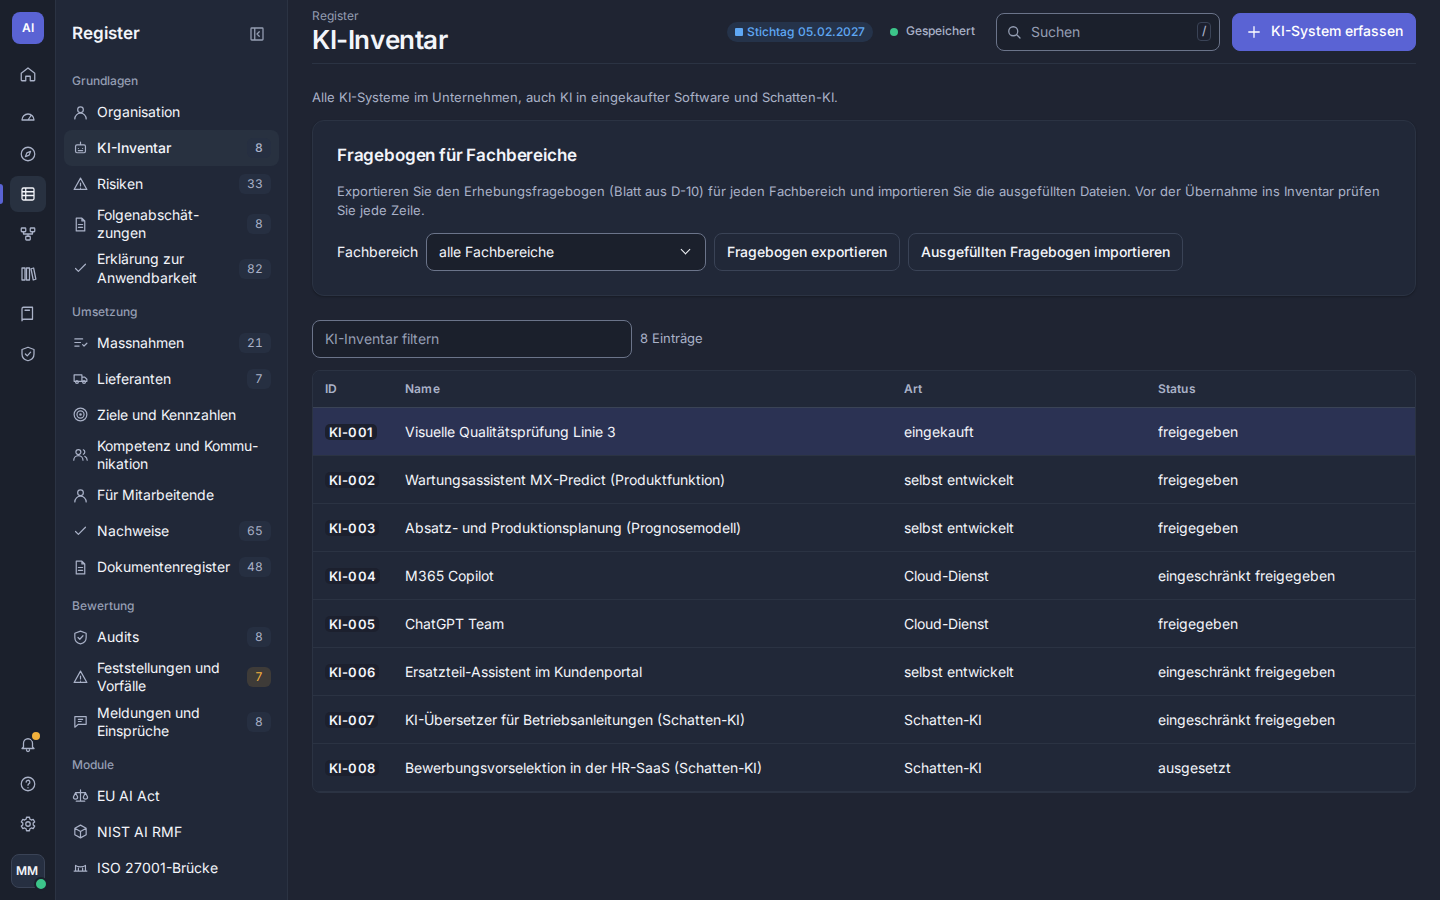 AI
Register
Grundlagen
Organisation
KI-Inventar 8
Risiken 33
Folgenabschät-
zungen 8
Erklärung zur
Anwendbarkeit 82
Umsetzung
Massnahmen 21
Lieferanten 7
Ziele und Kennzahlen
Kompetenz und Kommu-
nikation
Für Mitarbeitende
Nachweise 65
Dokumentenregister 48
Bewertung
Audits 8
Feststellungen und
Vorfälle 7
Meldungen und
Einsprüche 8
Module
EU AI Act
NIST AI RMF
ISO 27001-Brücke
MM
Register
KI-Inventar
Stichtag 05.02.2027
Gespeichert
Suchen /
KI-System erfassen
Alle KI-Systeme im Unternehmen, auch KI in eingekaufter Software und Schatten-KI.
Fragebogen für Fachbereiche
Exportieren Sie den Erhebungsfragebogen (Blatt aus D-10) für jeden Fachbereich und importieren Sie die ausgefüllten Dateien. Vor der Übernahme ins Inventar prüfen
Sie jede Zeile.
Fachbereich alle Fachbereiche Fragebogen exportieren Ausgefüllten Fragebogen importieren
KI-Inventar filtern 8 Einträge
ID Name Art Status
KI-001 Visuelle Qualitätsprüfung Linie 3 eingekauft freigegeben
KI-002 Wartungsassistent MX-Predict (Produktfunktion) selbst entwickelt freigegeben
KI-003 Absatz- und Produktionsplanung (Prognosemodell) selbst entwickelt freigegeben
KI-004 M365 Copilot Cloud-Dienst eingeschränkt freigegeben
KI-005 ChatGPT Team Cloud-Dienst freigegeben
KI-006 Ersatzteil-Assistent im Kundenportal selbst entwickelt eingeschränkt freigegeben
KI-007 KI-Übersetzer für Betriebsanleitungen (Schatten-KI) Schatten-KI eingeschränkt freigegeben
KI-008 Bewerbungsvorselektion in der HR-SaaS (Schatten-KI) Schatten-KI ausgesetzt